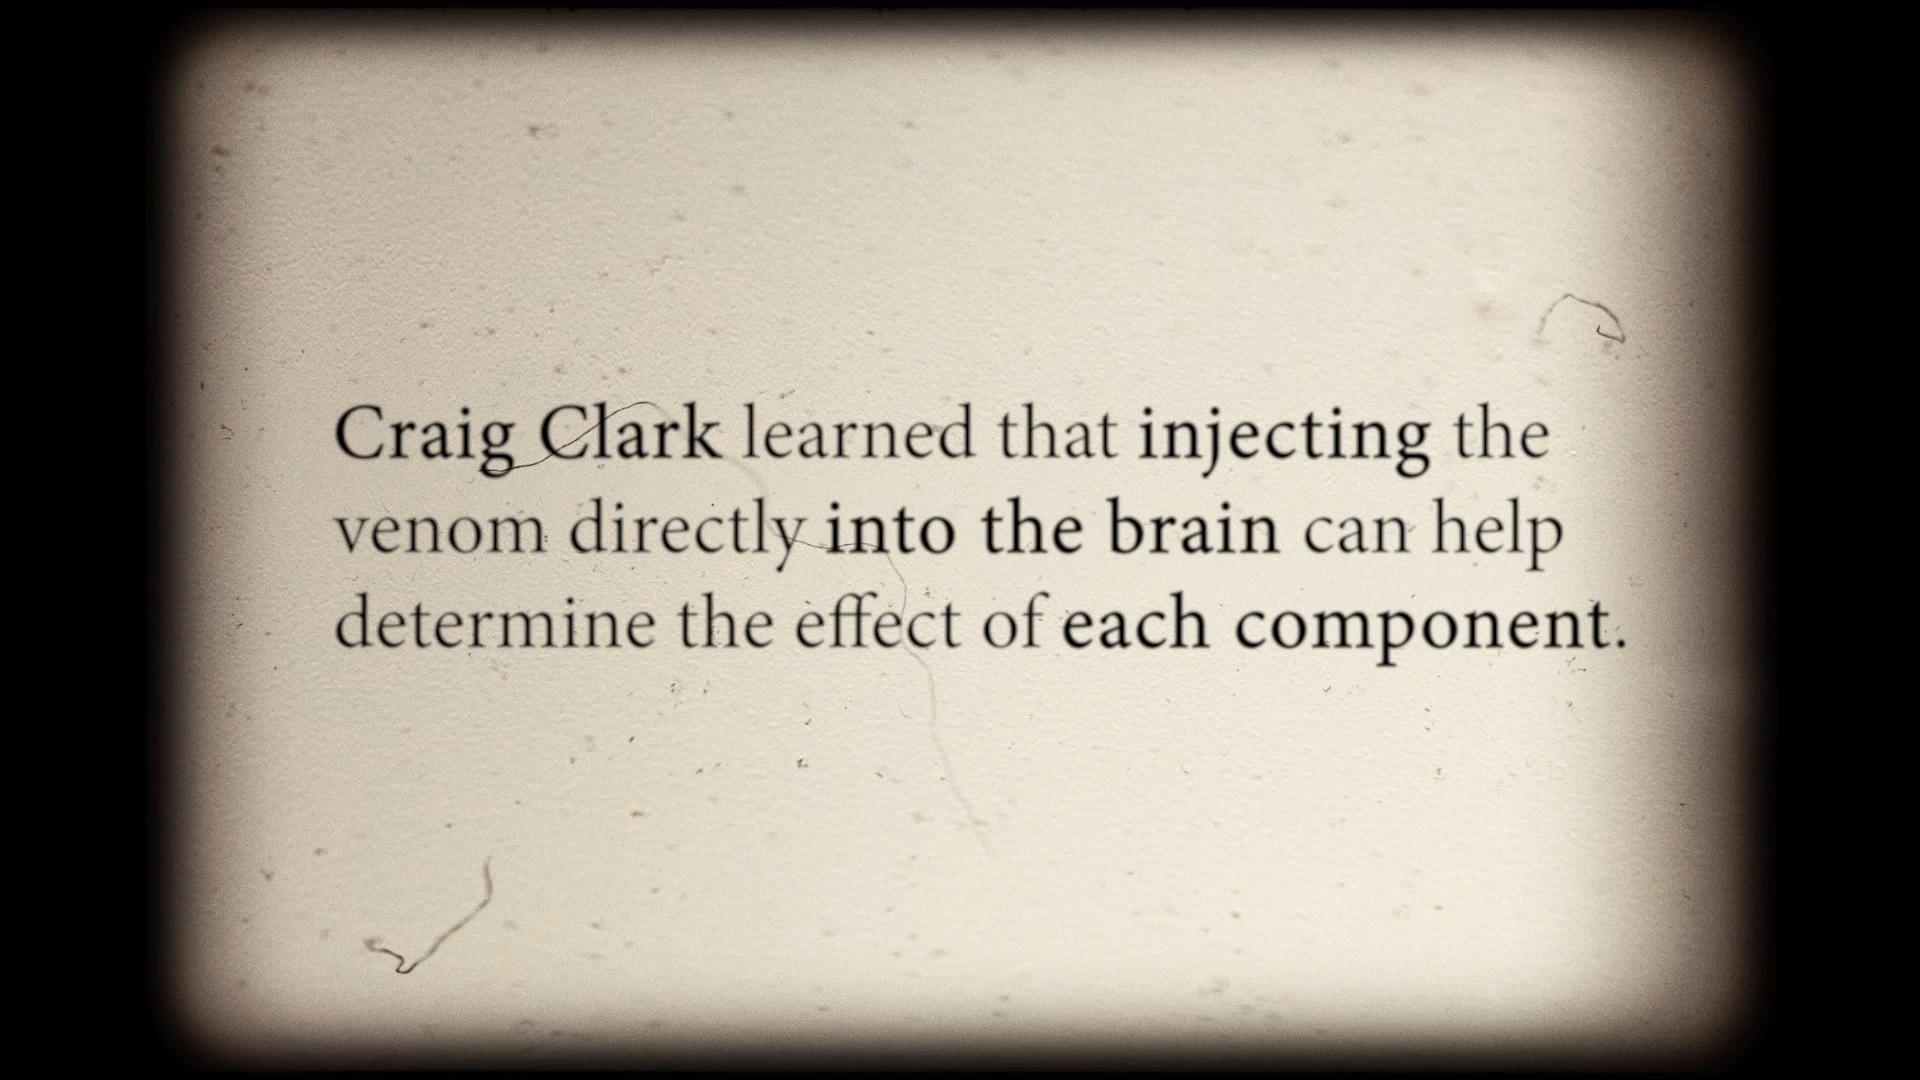 Craig Clark learned that injecting the
venom directly into the brain can help
determine the effect of each component.